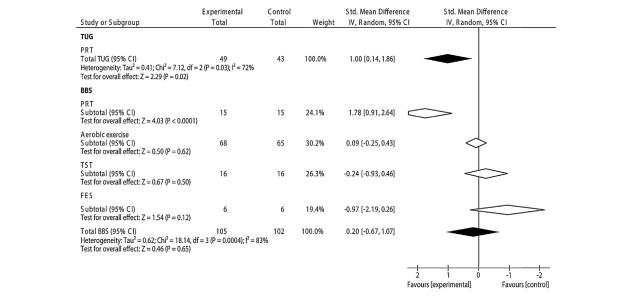 Experimental Control Std. Mean Difference Std. Mean Difference
Study or Subgroup Total Total Weight IV, Random, 95% CI IV, Random, 95% CI
TUG
PRT
Total TUG (95% CI) 49 43 100.0% 1.00 [0.14, 1.86]
Heterogeneity: Tau² = 0.41; Chi² = 7.12, df = 2 (P = 0.03); I² = 72%
Test for overall effect: Z = 2.29 (P = 0.02)
BBS
PRT
Subtotal (95% CI) 15 15 24.1% 1.78 [0.91, 2.64]
Test for overall effect: Z = 4.03 (P < 0.0001)
Aerobic exercise
Subtotal (95% CI) 68 65 30.2% 0.09 [-0.25, 0.43]
Test for overall effect: Z = 0.50 (P = 0.62)
TST
Subtotal (95% CI) 16 16 26.3% -0.24 [-0.93, 0.46]
Test for overall effect: Z = 0.67 (P = 0.50)
FES
Subtotal (95% CI) 6 6 19.4% -0.97 [-2.19, 0.26]
Test for overall effect: Z = 1.54 (P = 0.12)
Total BBS (95% CI) 105 102 100.0% 0.20 [-0.67, 1.07]
Heterogeneity: Tau² = 0.62; Chi² = 18.14, df = 3 (P = 0.0004); I² = 83%
Test for overall effect: Z = 0.46 (P = 0.65)
2 1 0 -1 -2
Favours [experimental] Favours [control]